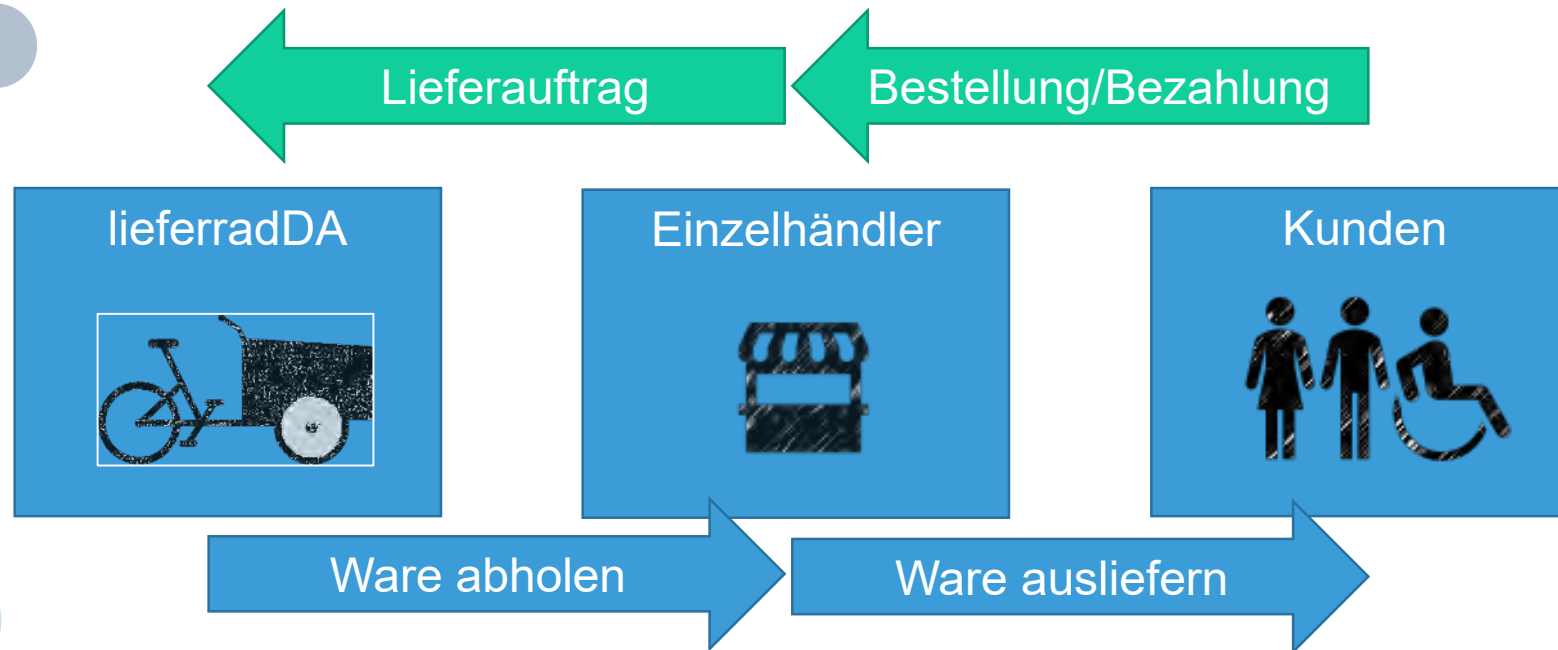 Lieferauftrag
Bestellung/Bezahlung
lieferradDA
Einzelhändler
Kunden
Ware abholen
Ware ausliefern